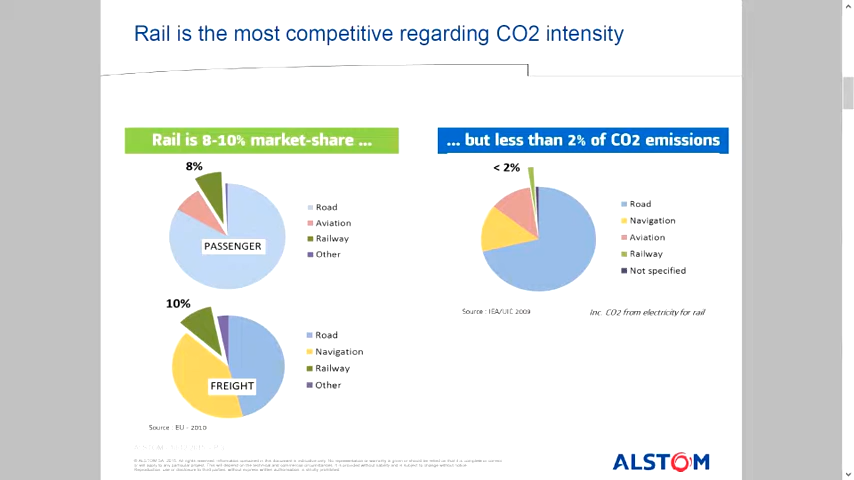 Rail is the most competitive regarding CO2 intensity
Rail is 8-10% market-share ...
8%
PASSENGER
Road
Aviation
Railway
Other
10%
FREIGHT
Road
Navigation
Railway
Other
Source : EU - 2010
... but less than 2% of CO2 emissions
< 2%
Road
Navigation
Aviation
Railway
Not specified
Source : IEA/UIC 2009
Inc. CO2 from electricity for rail
ALSTOM